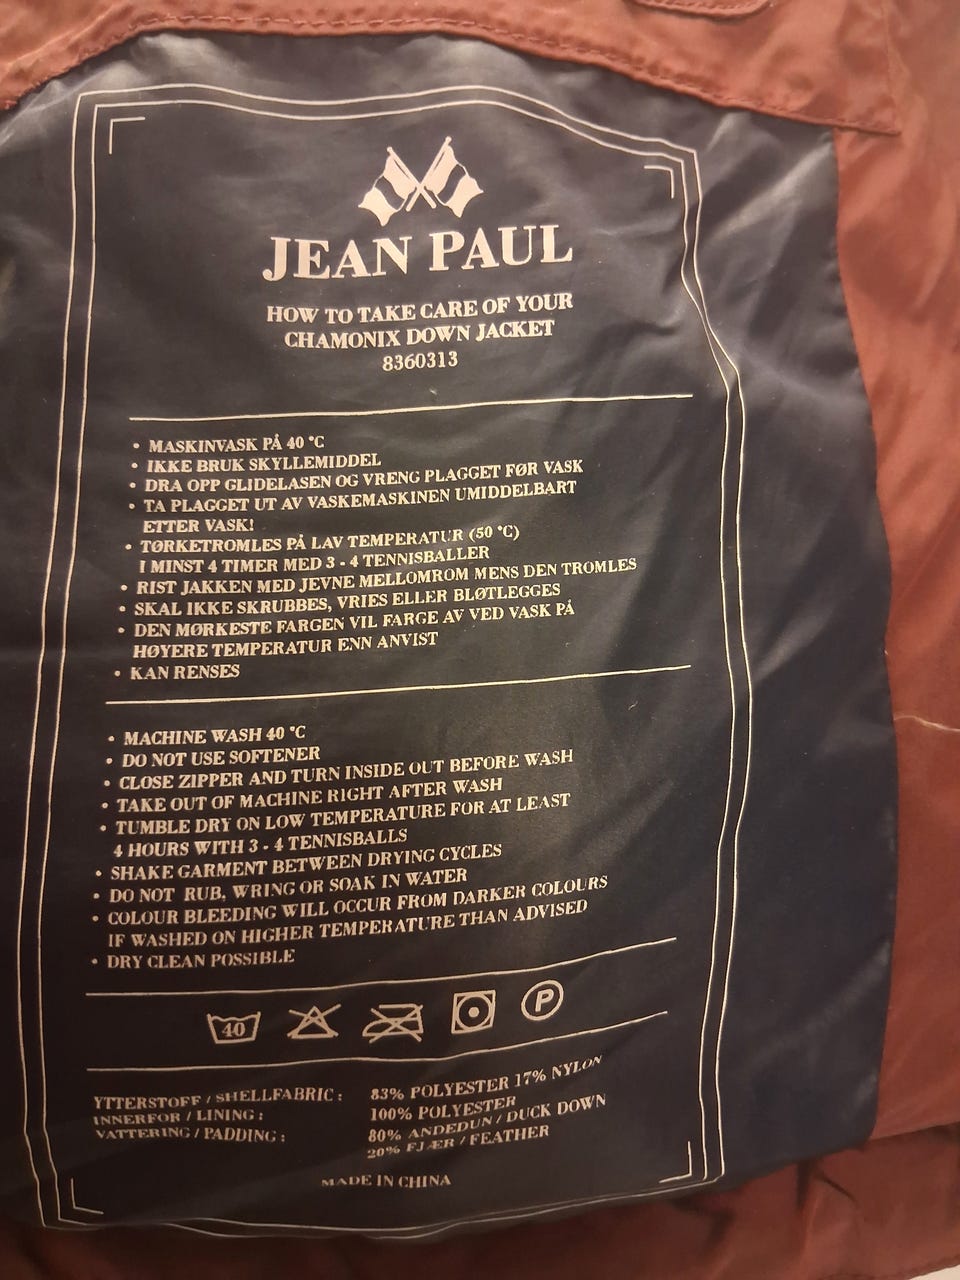 JEAN PAUL
HOW TO TAKE CARE OF YOUR
CHAMONIX DOWN JACKET
8360313
• MASKINVASK PÅ 40 °C
• IKKE BRUK SKYLLEMIDDEL
• DRA OPP GLIDELASEN OG VRENG PLAGGET FØR VASK
• TA PLAGGET UT AV VASKEMASKINEN UMIDDELBART
ETTER VASK!
• TØRKETROMLES PÅ LAV TEMPERATUR (50 °C)
I MINST 4 TIMER MED 3 - 4 TENNISBALLER
• RIST JAKKEN MED JEVNE MELLOMROM MENS DEN TROMLES
• SKAL IKKE SKRUBBES, VRIES ELLER BLØTLEGGES
• DEN MØRKESTE FARGEN VIL FARGE AV VED VASK PÅ
HØYERE TEMPERATUR ENN ANVIST
• KAN RENSES
• MACHINE WASH 40 °C
• DO NOT USE SOFTENER
• CLOSE ZIPPER AND TURN INSIDE OUT BEFORE WASH
• TAKE OUT OF MACHINE RIGHT AFTER WASH
• TUMBLE DRY ON LOW TEMPERATURE FOR AT LEAST
4 HOURS WITH 3 - 4 TENNISBALLS
• SHAKE GARMENT BETWEEN DRYING CYCLES
• DO NOT RUB, WRING OR SOAK IN WATER
• COLOUR BLEEDING WILL OCCUR FROM DARKER COLOURS
IF WASHED ON HIGHER TEMPERATURE THAN ADVISED
• DRY CLEAN POSSIBLE
40 P
YTTERSTOFF / SHELLFABRIC : 83% POLYESTER 17% NYLON
INNERFOR / LINING : 100% POLYESTER
VATTERING / PADDING : 80% ANDEDUN / DUCK DOWN
20% FJÆR / FEATHER
MADE IN CHINA